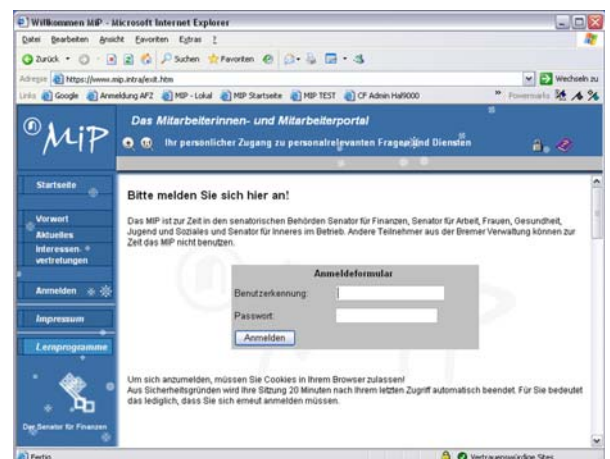 Willkommen MiP - Microsoft Internet Explorer
Datei Bearbeiten Ansicht Favoriten Extras ?
Zurück Suchen Favoriten
Adresse https://www.mip.intra/exit.htm Wechseln zu
Links Google Anmeldung AFZ MIP - Lokal MIP Startseite MIP TEST CF Admin Hal9000 »
MiP
Das Mitarbeiterinnen- und Mitarbeiterportal
Ihr persönlicher Zugang zu personalrelevanten Fragen und Diensten
Startseite
Vorwort
Aktuelles
Interessen-
vertretungen
Anmelden
Impressum
Lernprogramme
Der Senator für Finanzen
Bitte melden Sie sich hier an!
Das MIP ist zur Zeit in den senatorischen Behörden Senator für Finanzen, Senator für Arbeit, Frauen, Gesundheit,
Jugend und Soziales und Senator für Inneres im Betrieb. Andere Teilnehmer aus der Bremer Verwaltung können zur
Zeit das MIP nicht benutzen.
Anmeldeformular
Benutzerkennung:
Passwort:
Anmelden
Um sich anzumelden, müssen Sie Cookies in Ihrem Browser zulassen!
Aus Sicherheitsgründen wird Ihre Sitzung 20 Minuten nach Ihrem letzten Zugriff automatisch beendet. Für Sie bedeutet
das lediglich, dass Sie sich erneut anmelden müssen.
Fertig Vertrauenswürdige Sites